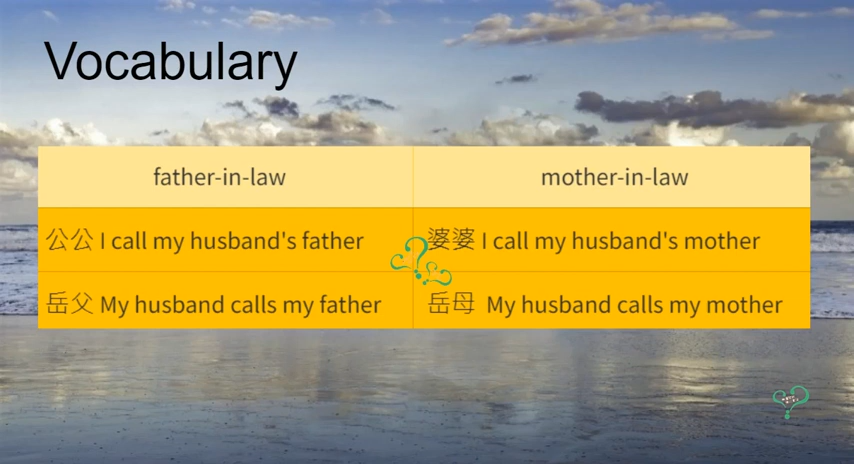 Vocabulary
father-in-law
mother-in-law
公公 I call my husband's father
婆婆 I call my husband's mother
岳父 My husband calls my father
岳母 My husband calls my mother